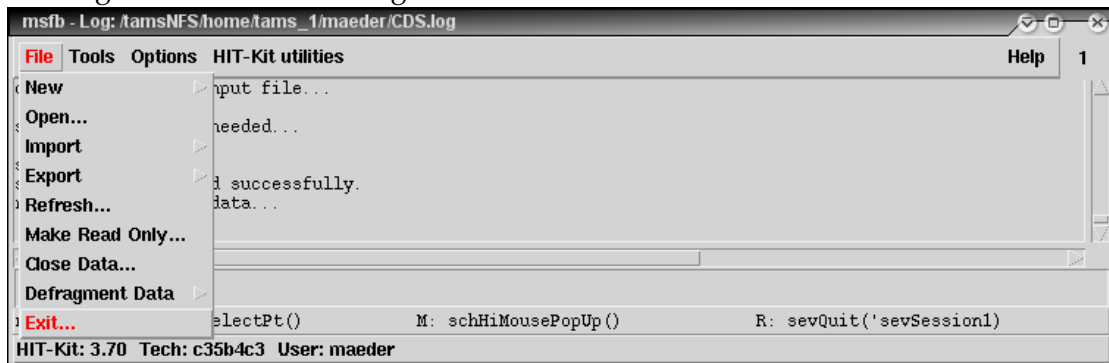 msfb - Log: /tamsNFS/home/tams_1/maeder/CDS.log
File Tools Options HIT-Kit utilities Help 1
New nput file...
Open... needed...
Import
Export d successfully.
Refresh... data...
Make Read Only...
Close Data...
Defragment Data
Exit... electPt() M: schHiMousePopUp() R: sevQuit('sevSession1)
HIT-Kit: 3.70 Tech: c35b4c3 User: maeder